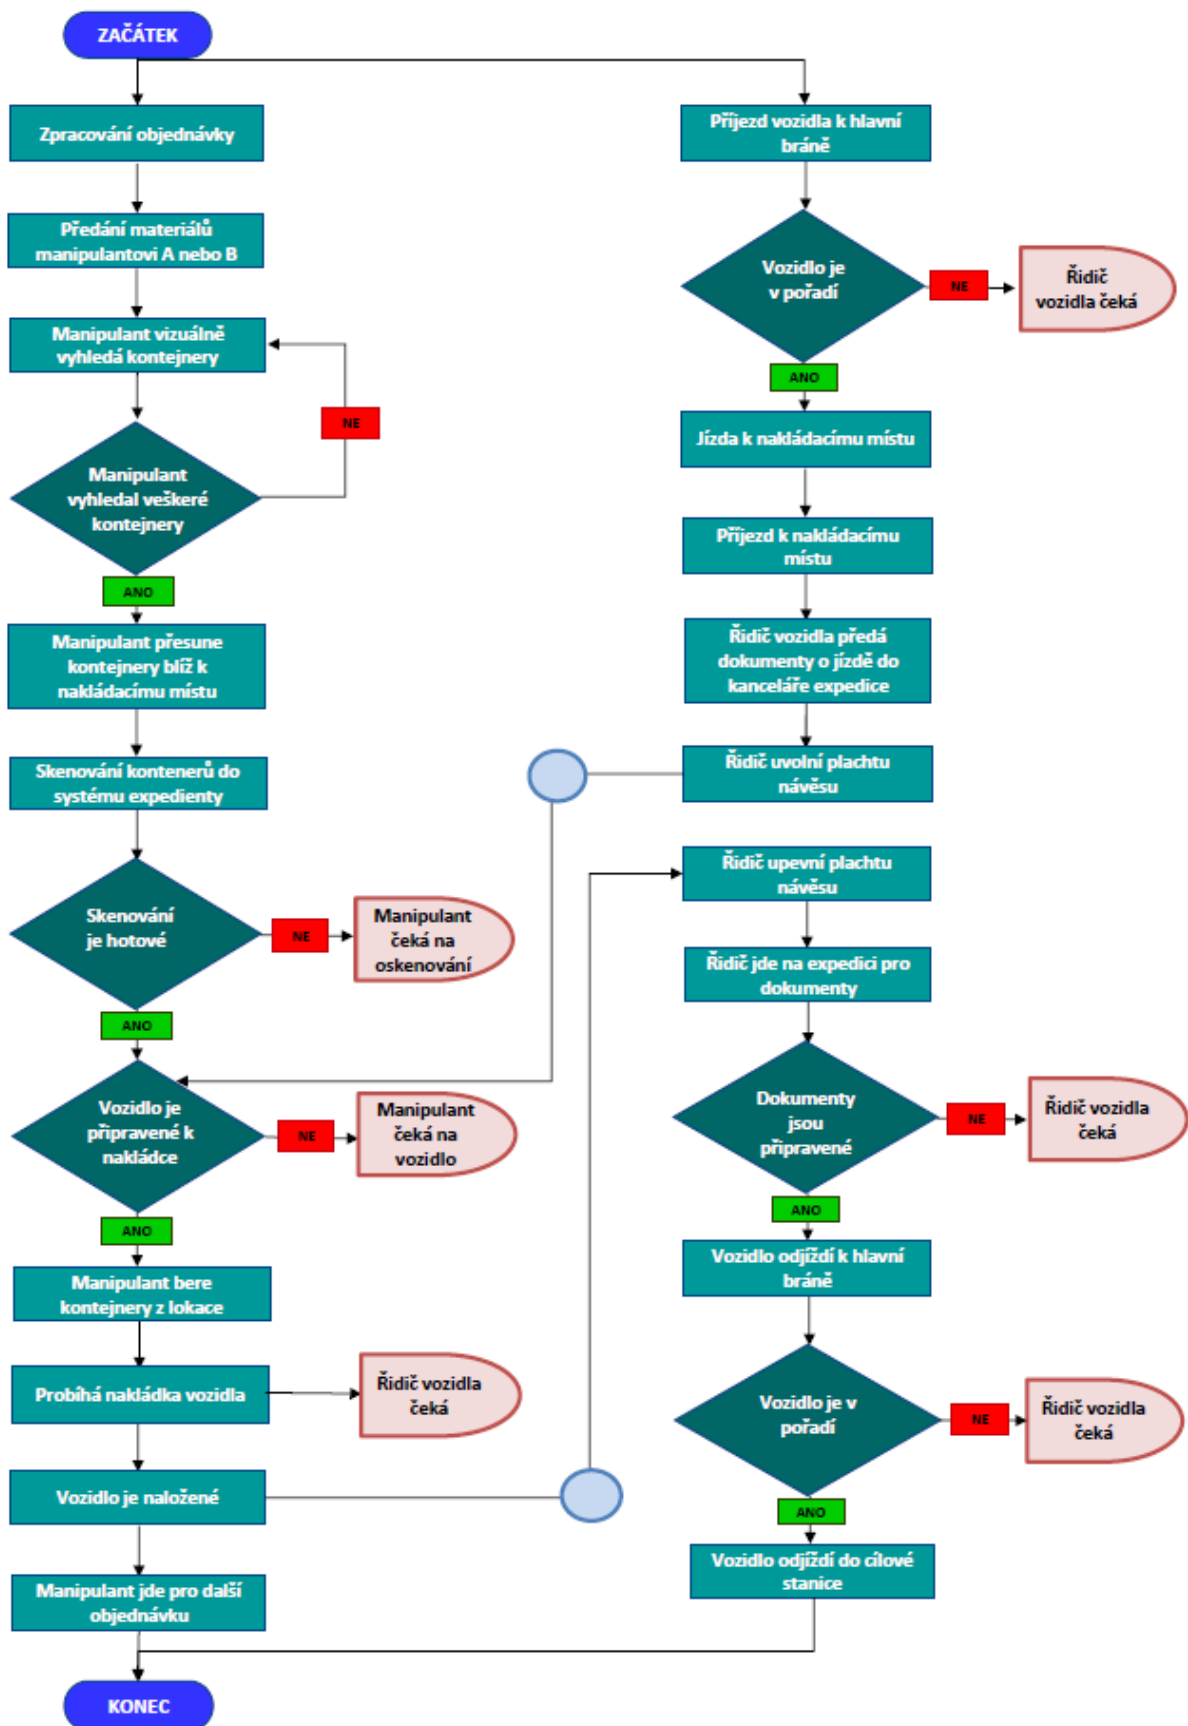 ZAČÁTEK
Zpracování objednávky
Předání materiálů
manipulantovi A nebo B
Manipulant vizuálně
vyhledá kontejnery
NE
Manipulant
vyhledal veškeré
kontejnery
ANO
Manipulant přesune
kontejnery blíž k
nakládacímu místu
Skenování kontenerů do
systému expedienty
Skenování
je hotové
NE
Manipulant
čeká na
oskenování
ANO
Vozidlo je
připravené k
nakládce
NE
Manipulant
čeká na
vozidlo
ANO
Manipulant bere
kontejnery z lokace
Probíhá nakládka vozidla
Řidič vozidla
čeká
Vozidlo je naložené
Manipulant jde pro další
objednávku
KONEC
Příjezd vozidla k hlavní
bráně
Vozidlo je
v pořadí
NE
Řidič
vozidla čeká
ANO
Jízda k nakládacímu místu
Příjezd k nakládacímu
místu
Řidič vozidla předá
dokumenty o jízdě do
kanceláře expedice
Řidič uvolní plachtu
návěsu
Řidič upevní plachtu
návěsu
Řidič jde na expedici pro
dokumenty
Dokumenty
jsou
připravené
NE
Řidič vozidla
čeká
ANO
Vozidlo odjíždí k hlavní
bráně
Vozidlo je v
pořadí
NE
Řidič vozidla
čeká
ANO
Vozidlo odjíždí do cílové
stanice